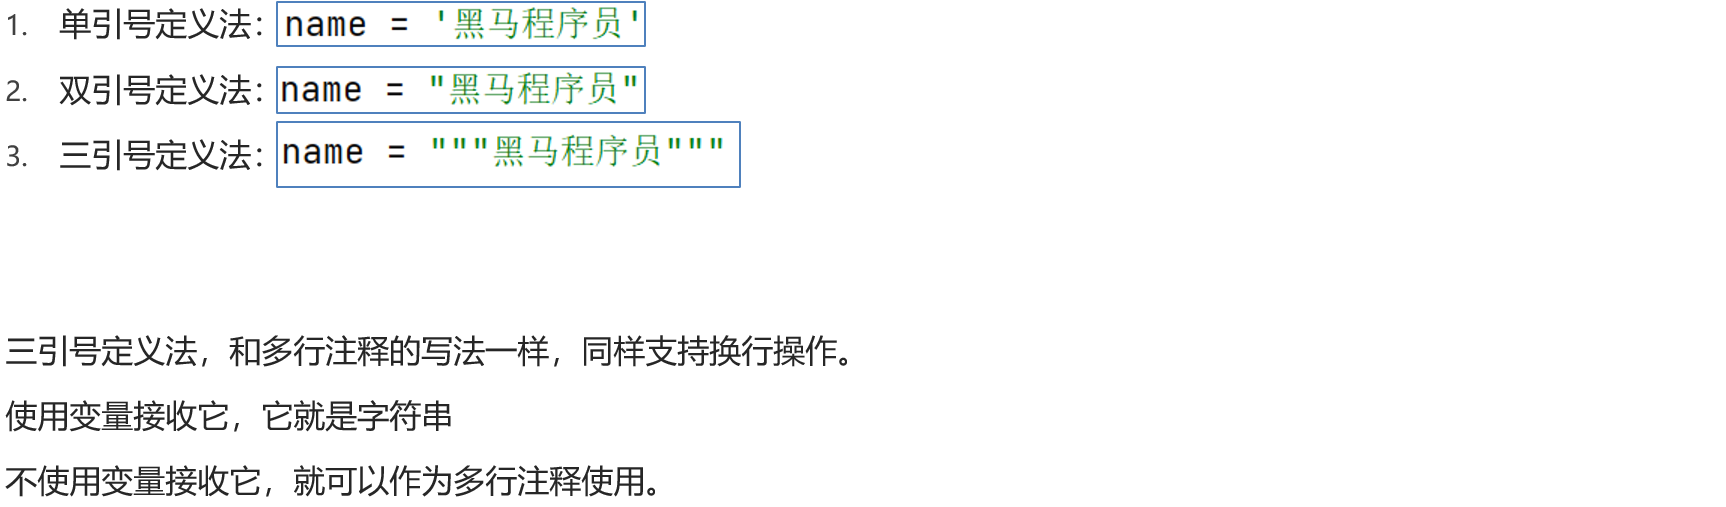 1. 单引号定义法：name = '黑马程序员'
2. 双引号定义法：name = "黑马程序员"
3. 三引号定义法：name = """黑马程序员"""
三引号定义法，和多行注释的写法一样，同样支持换行操作。
使用变量接收它，它就是字符串
不使用变量接收它，就可以作为多行注释使用。